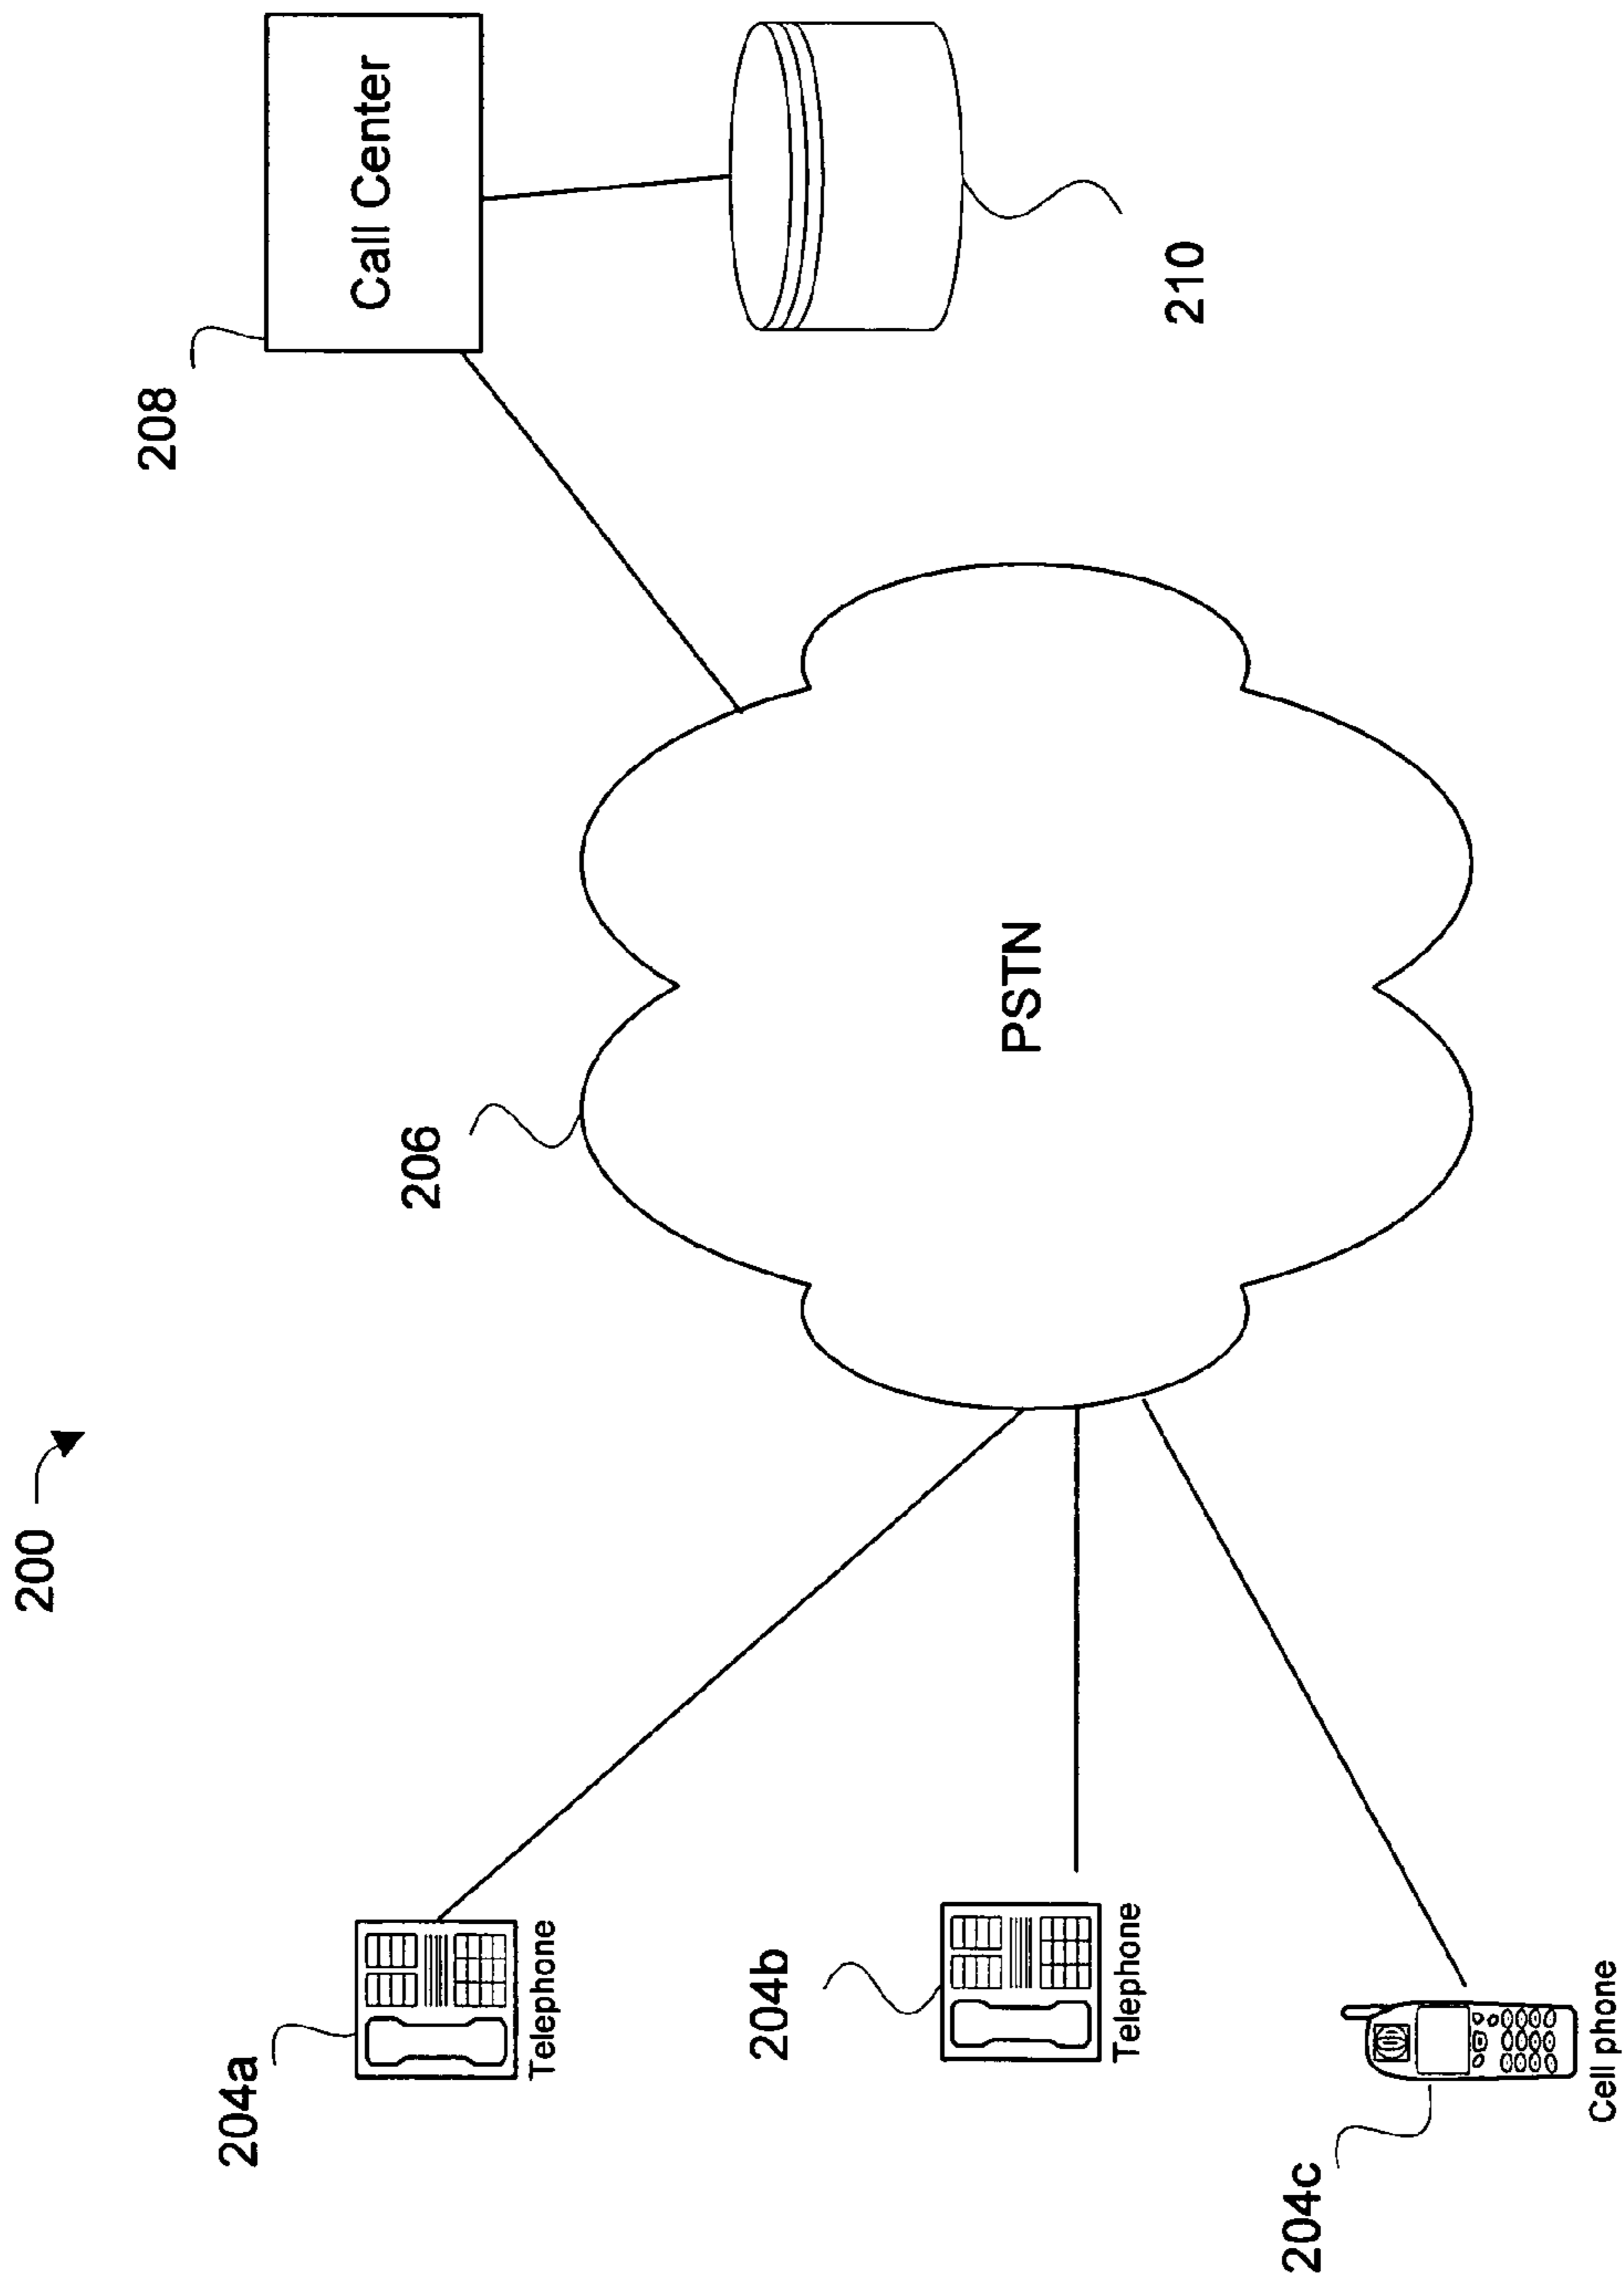 200
204a
Telephone
204b
Telephone
204c
Cell phone
206
PSTN
208
Call Center
210